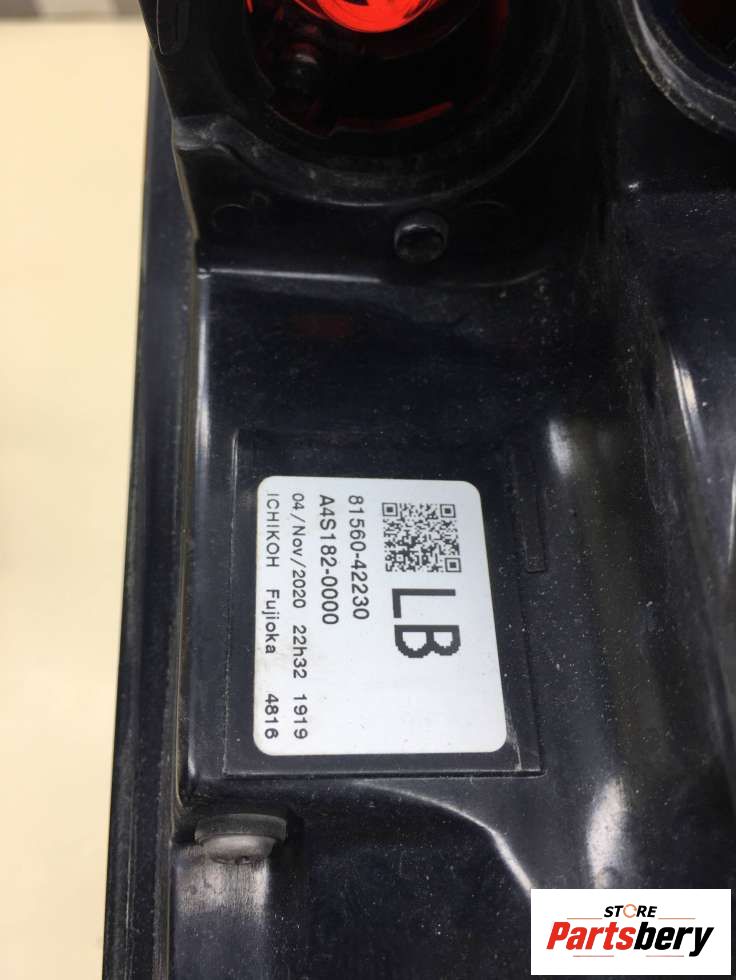 LB
81560-42230
A4S182-0000
04/Nov/2020 22h32 1919
ICHIKOH Fujioka 4816
STORE
Partsbery